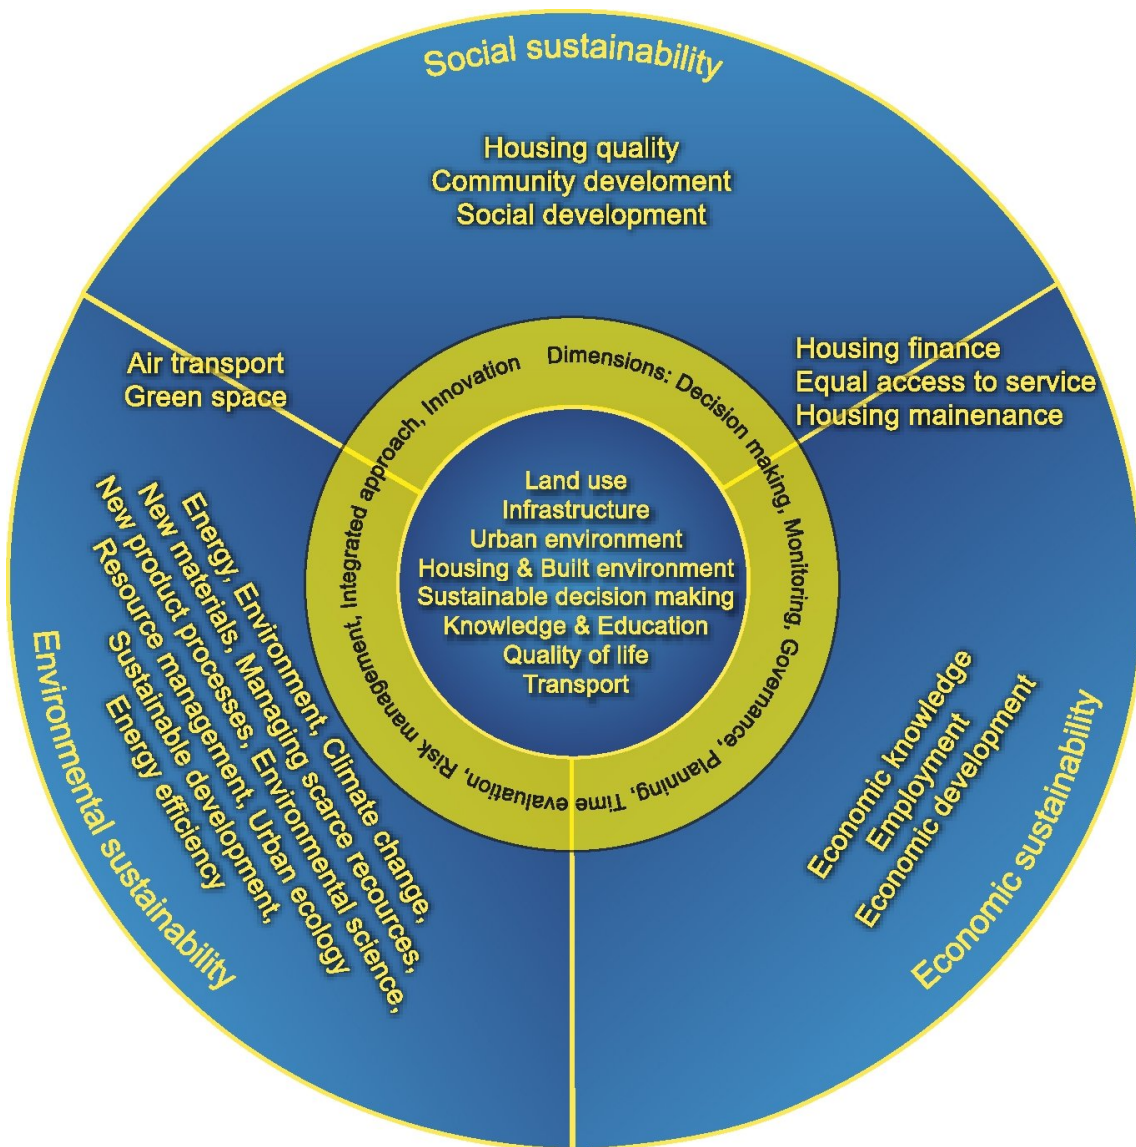 Social sustainability
Housing quality
Community develoment
Social development
Air transport
Green space
Housing finance
Equal access to service
Housing mainenance
Dimensions: Decision making, Monitoring, Governance, Planning, Time evaluation, Risk management, Integrated approach, Innovation
Land use
Infrastructure
Urban environment
Housing & Built environment
Sustainable decision making
Knowledge & Education
Quality of life
Transport
Environmental sustainability
Energy, Environment, Climate change,
New materials, Managing scarce recources,
New product processes, Environmental science,
Resource management, Urban ecology
Sustainable development,
Energy efficiency
Economic knowledge
Employment
Economic development
Economic sustainability